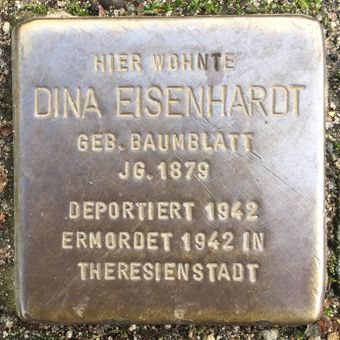 HIER WOHNTE
DINA EISENHARDT
GEB. BAUMBLATT
JG. 1879
DEPORTIERT 1942
ERMORDET 1942 IN
THERESIENSTADT